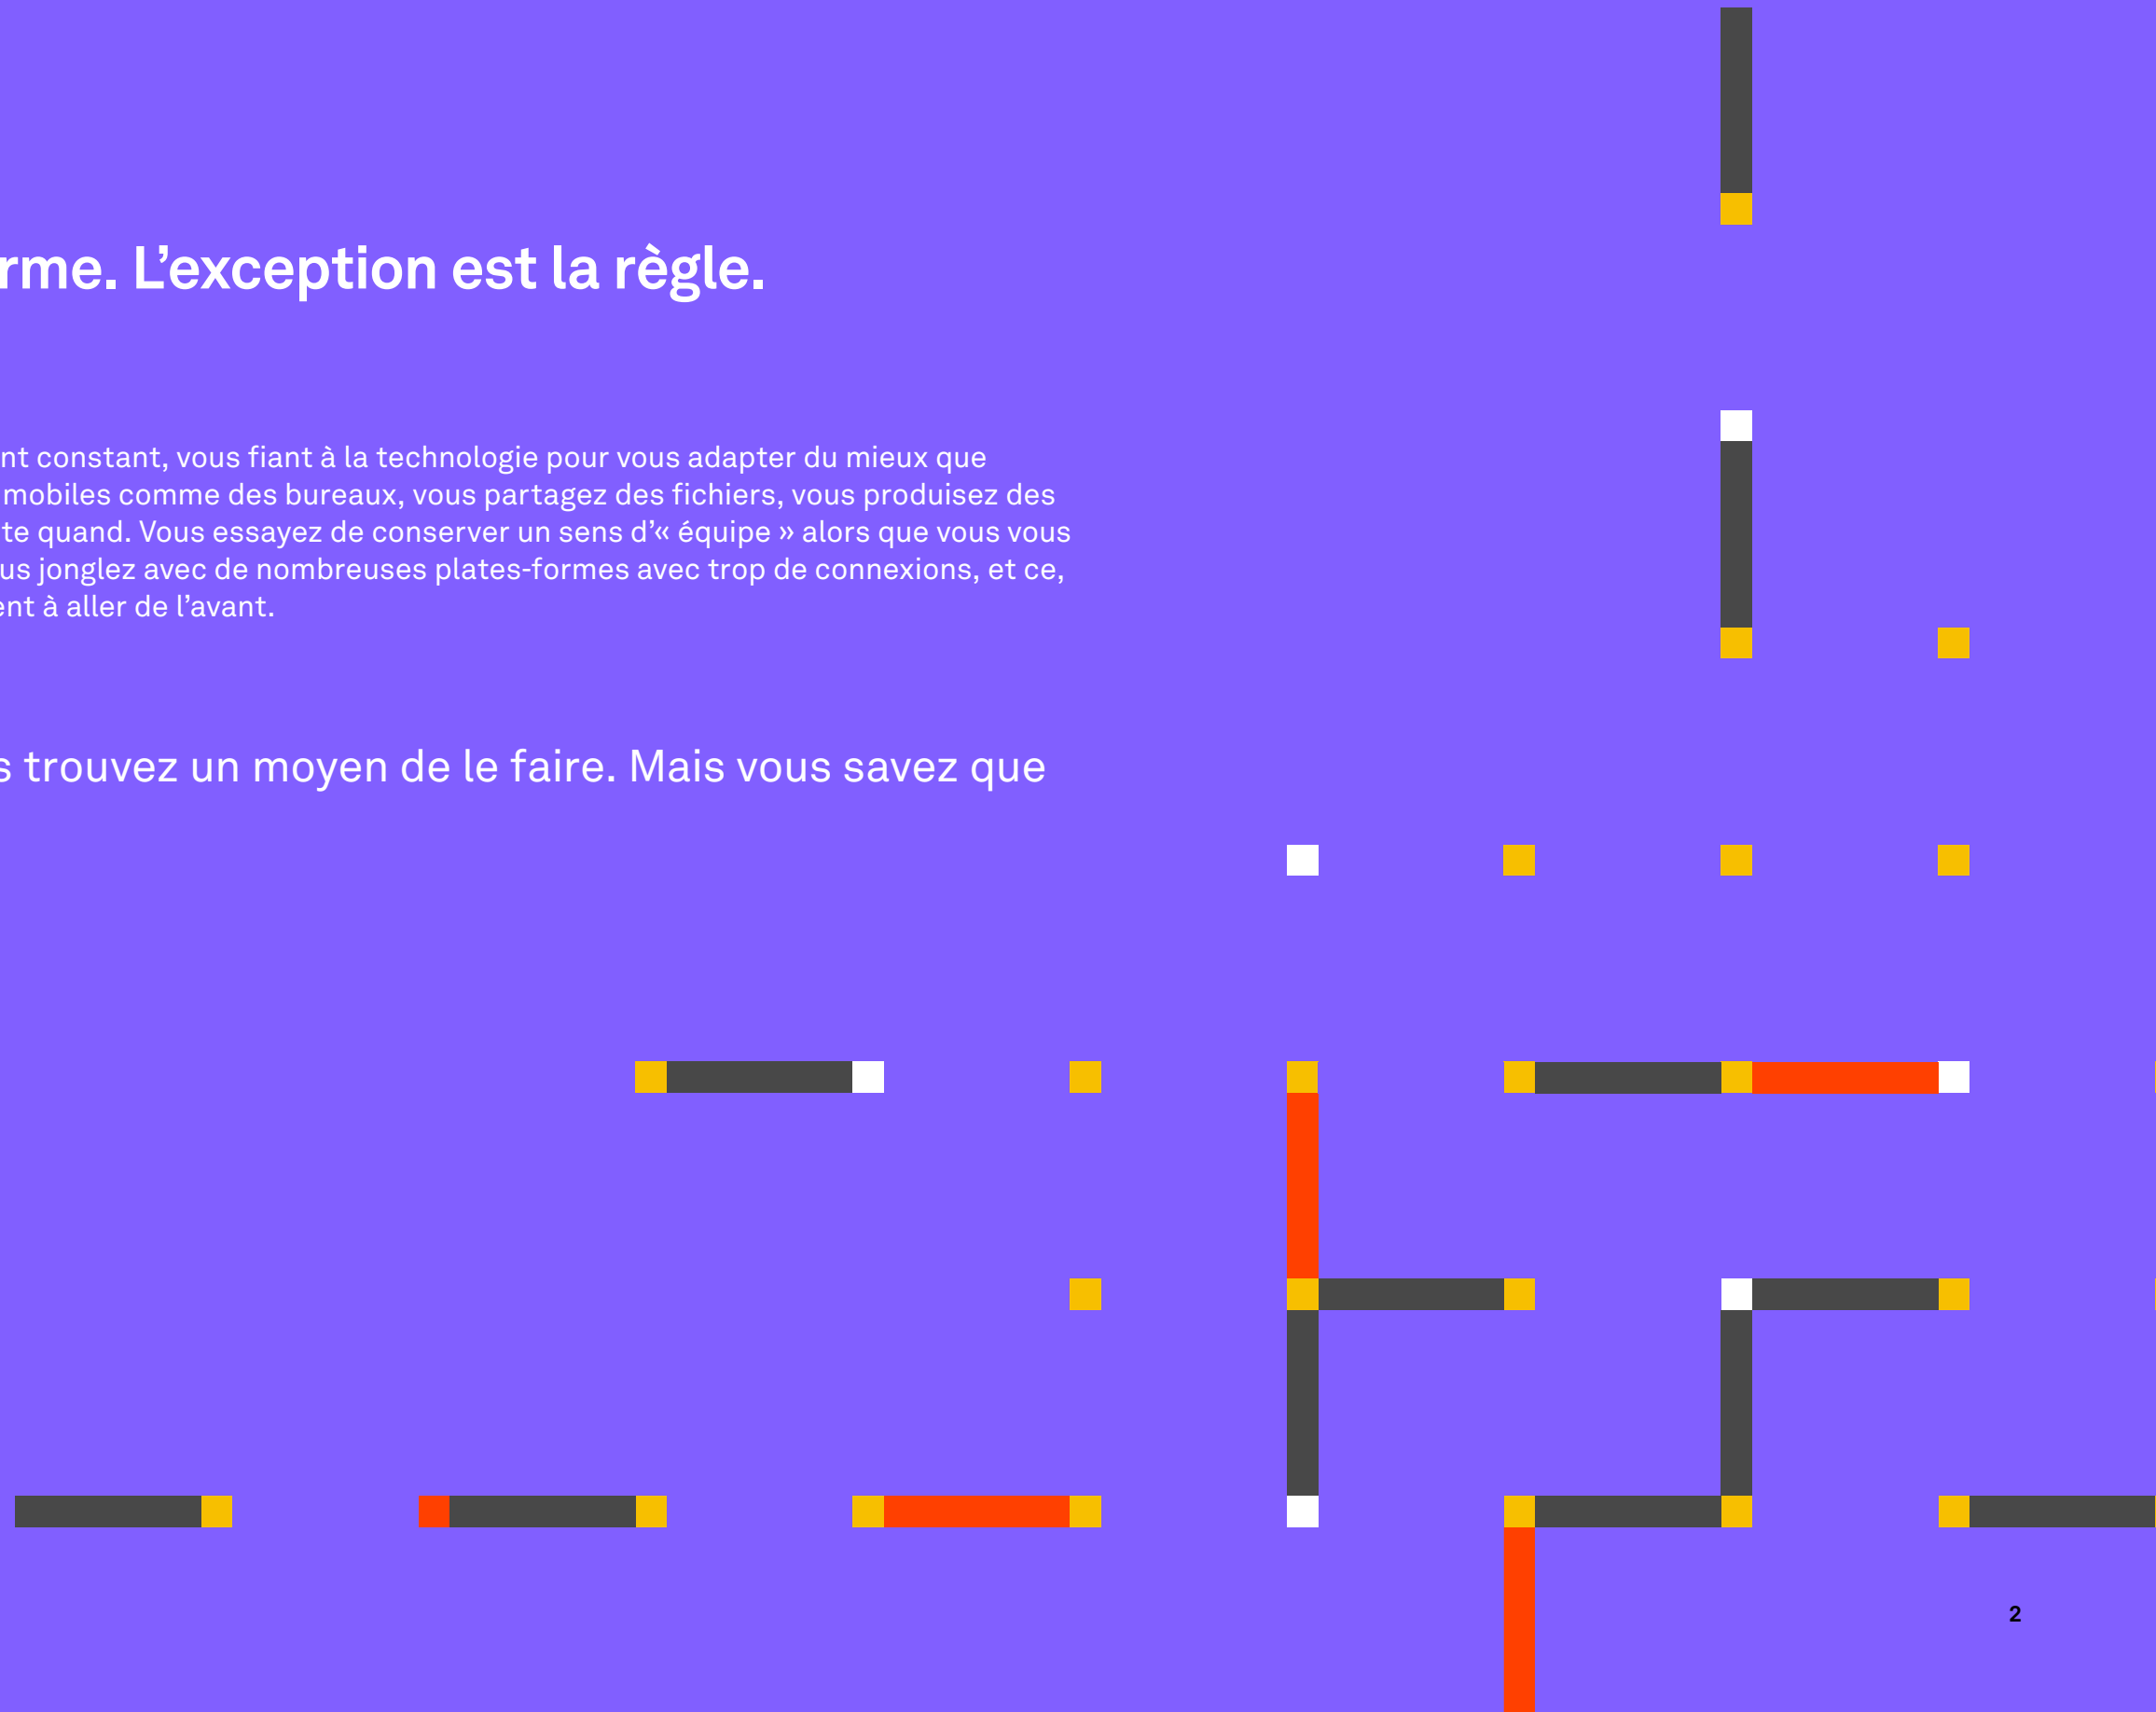 rme. L’exception est la règle.
nt constant, vous fiant à la technologie pour vous adapter du mieux que
mobiles comme des bureaux, vous partagez des fichiers, vous produisez des
te quand. Vous essayez de conserver un sens d’« équipe » alors que vous vous
us jonglez avec de nombreuses plates-formes avec trop de connexions, et ce,
ent à aller de l’avant.
s trouvez un moyen de le faire. Mais vous savez que
2